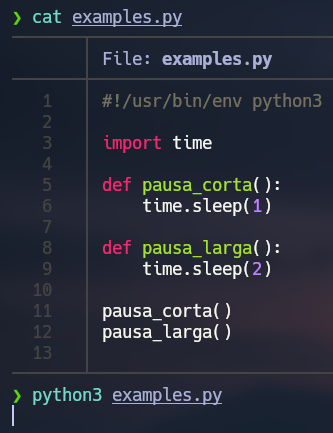 ❯ cat examples.py
File: examples.py
1 #!/usr/bin/env python3
2
3 import time
4
5 def pausa_corta():
6     time.sleep(1)
7
8 def pausa_larga():
9     time.sleep(2)
10
11 pausa_corta()
12 pausa_larga()
13
❯ python3 examples.py